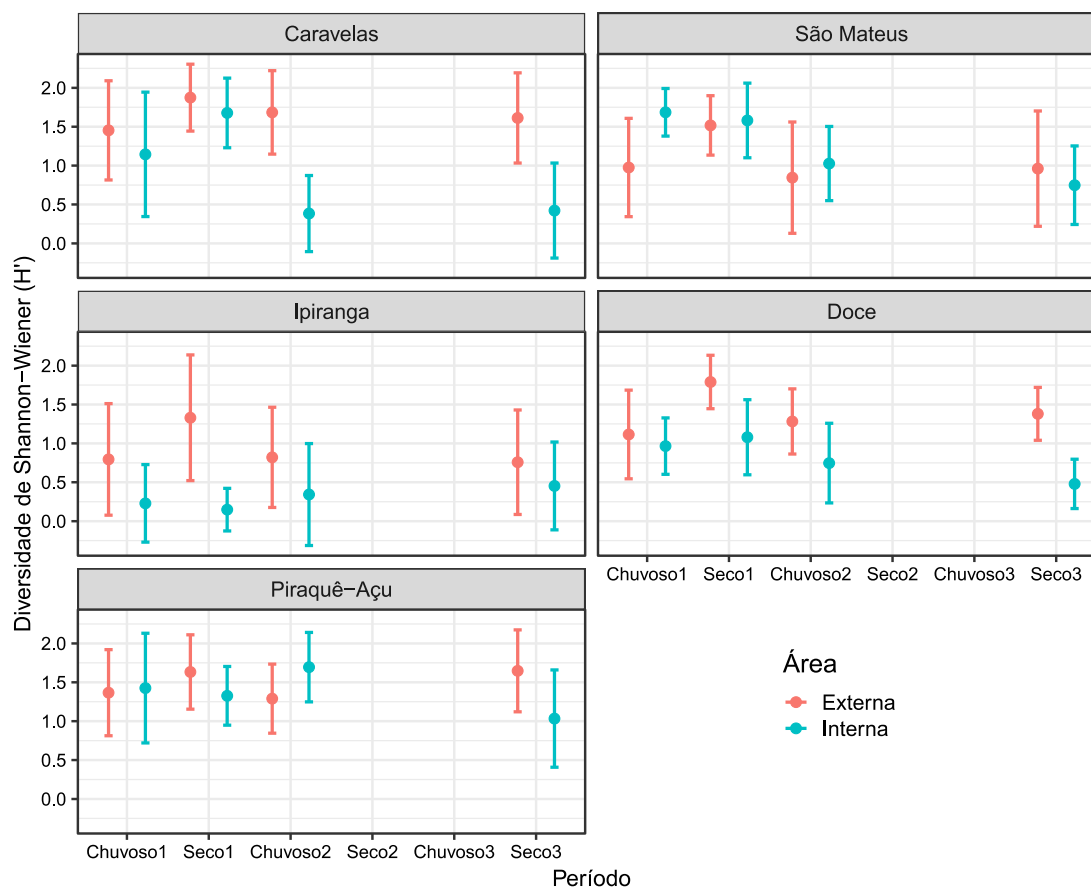 Caravelas
São Mateus
2.0
1.5
1.0
0.5
0.0
Ipiranga
Doce
2.0
1.5
1.0
0.5
0.0
Chuvoso1 Seco1 Chuvoso2 Seco2 Chuvoso3 Seco3
Piraquê-Açu
2.0
1.5
1.0
0.5
0.0
Chuvoso1 Seco1 Chuvoso2 Seco2 Chuvoso3 Seco3
Período
Diversidade de Shannon-Wiener (H')
Área
Externa
Interna